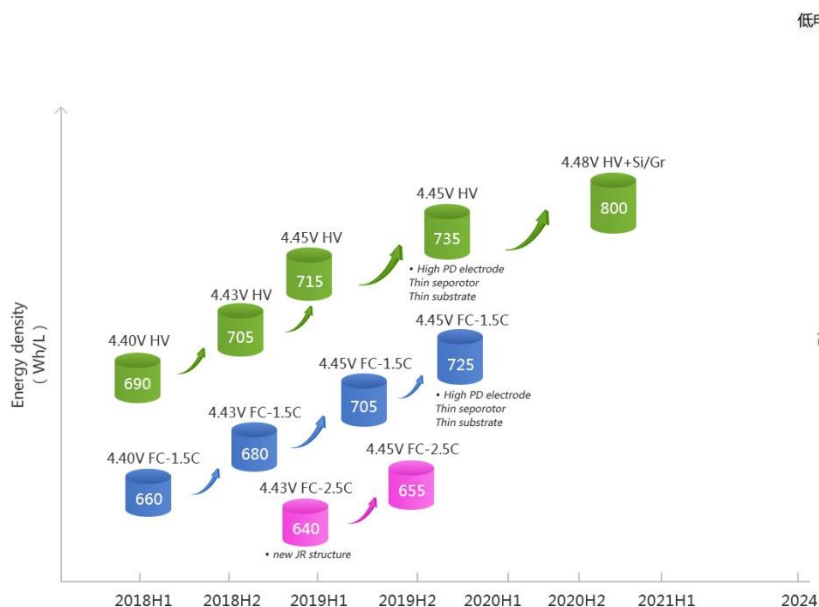 低
4.48V HV+Si/Gr
800
4.45V HV
735
• High PD electrode
Thin seporotor
Thin substrate
4.45V HV
715
4.43V HV
705
4.40V HV
690
4.45V FC-1.5C
725
• High PD electrode
Thin seporotor
Thin substrate
4.45V FC-1.5C
705
4.43V FC-1.5C
680
4.40V FC-1.5C
660
4.45V FC-2.5C
655
4.43V FC-2.5C
640
• new JR structure
Energy density
( Wh/L )
2018H1 2018H2 2019H1 2019H2 2020H1 2020H2 2021H1 2024